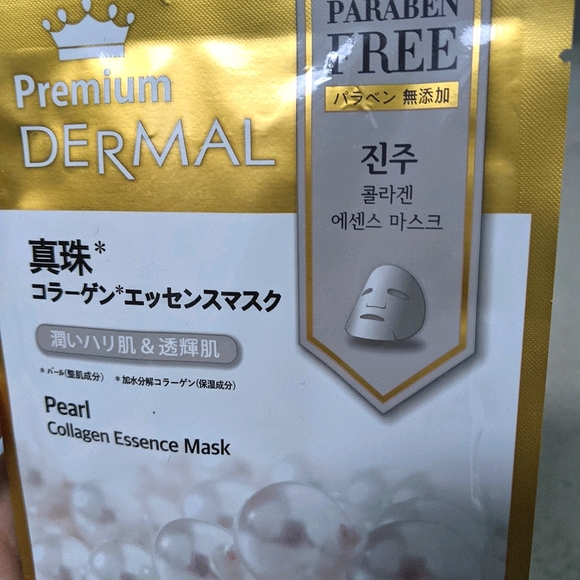 Premium
DERMAL
PARABEN
FREE
パラベン 無添加
진주
콜라겐
에센스 마스크
真珠*
コラーゲン*エッセンスマスク
潤いハリ肌 & 透輝肌
*パール(整肌成分) *加水分解コラーゲン(保湿成分)
Pearl
Collagen Essence Mask